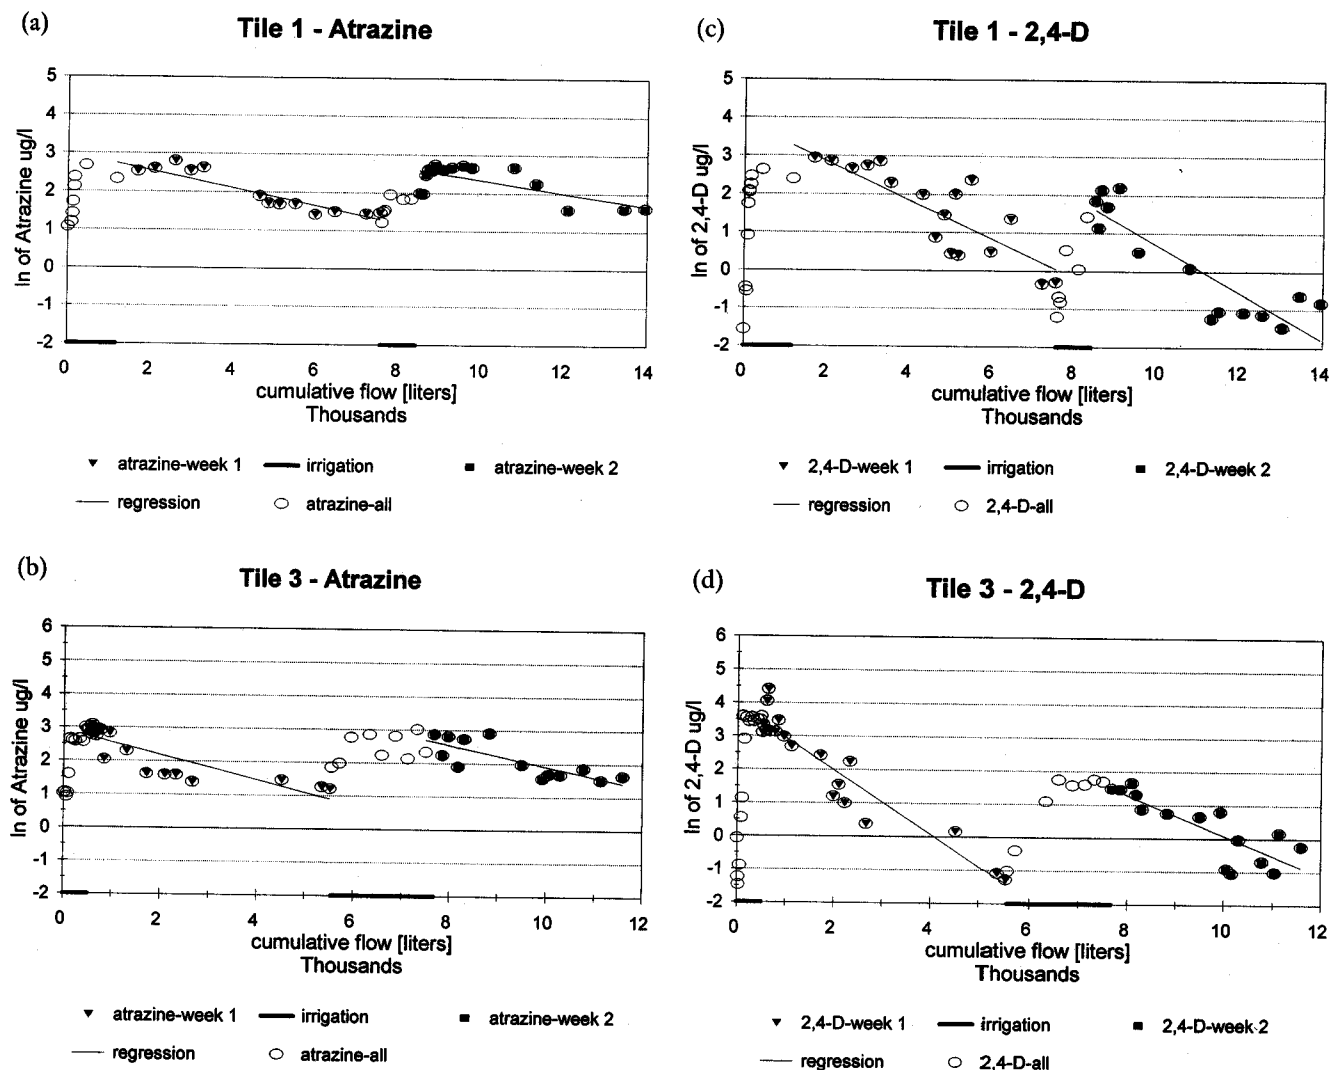 (a)
Tile 1 - Atrazine
5
4
3
2
1
0
-1
-2
ln of Atrazine ug/l
0 2 4 6 8 10 12 14
cumulative flow [liters]
Thousands
atrazine-week 1 irrigation atrazine-week 2
regression atrazine-all
(c)
Tile 1 - 2,4-D
5
4
3
2
1
0
-1
-2
ln of 2,4-D ug/l
0 2 4 6 8 10 12 14
cumulative flow [liters]
Thousands
2,4-D-week 1 irrigation 2,4-D-week 2
regression 2,4-D-all
(b)
Tile 3 - Atrazine
6
5
4
3
2
1
0
-1
-2
ln of Atrazine ug/l
0 2 4 6 8 10 12
cumulative flow [liters]
Thousands
atrazine-week 1 irrigation atrazine-week 2
regression atrazine-all
(d)
Tile 3 - 2,4-D
6
5
4
3
2
1
0
-1
-2
ln of 2,4-D ug/l
0 2 4 6 8 10 12
cumulative flow [liters]
Thousands
2,4-D-week 1 irrigation 2,4-D-week 2
regression 2,4-D-all